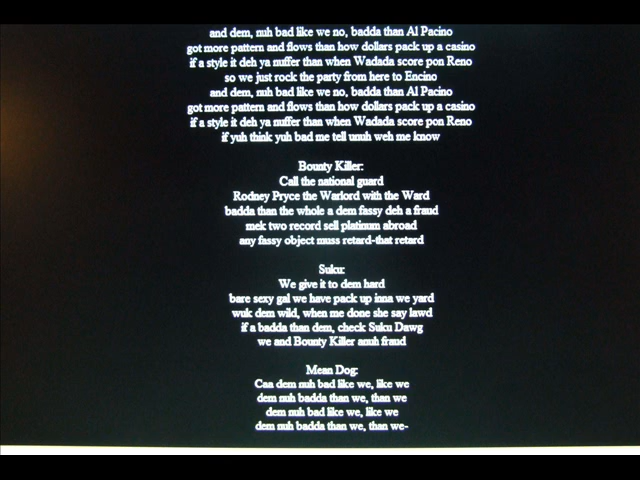 and dem, nuh bad like we no, badda than Al Pacino
got more pattern and flows than how dollars pack up a casino
if a style it deh ya nuffer than when Wadada score pon Reno
so we just rock the party from here to Encino
and dem, nuh bad like we no, badda than Al Pacino
got more pattern and flows than how dollars pack up a casino
if a style it deh ya nuffer than when Wadada score pon Reno
if yuh think yuh bad me tell unuh weh me know
Bounty Killer:
Call the national guard
Rodney Pryce the Warlord with the Ward
badda than the whole a dem fassy deh a fraud
mek two record sell platinum abroad
any fassy object muss retard-that retard
Suku:
We give it to dem hard
bare sexy gal we have pack up inna we yard
wuk dem wild, when me done she say lawd
if a badda than dem, check Suku Dawg
we and Bounty Killer anuh fraud
Mean Dog:
Caa dem nuh bad like we, like we
dem nuh badda than we, than we
dem nuh bad like we, like we
dem nuh badda than we, than we-